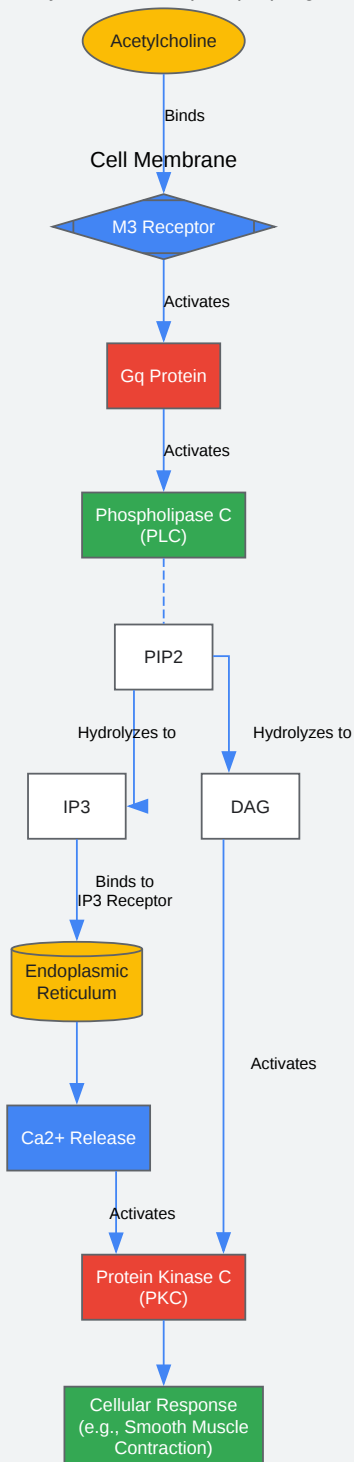 Acetylcholine
Binds
Cell Membrane
M3 Receptor
Activates
Gq Protein
Activates
Phospholipase C
(PLC)
PIP2
Hydrolyzes to
Hydrolyzes to
IP3
DAG
Binds to
IP3 Receptor
Endoplasmic
Reticulum
Activates
Ca2+ Release
Activates
Protein Kinase C
(PKC)
Cellular Response
(e.g., Smooth Muscle
Contraction)